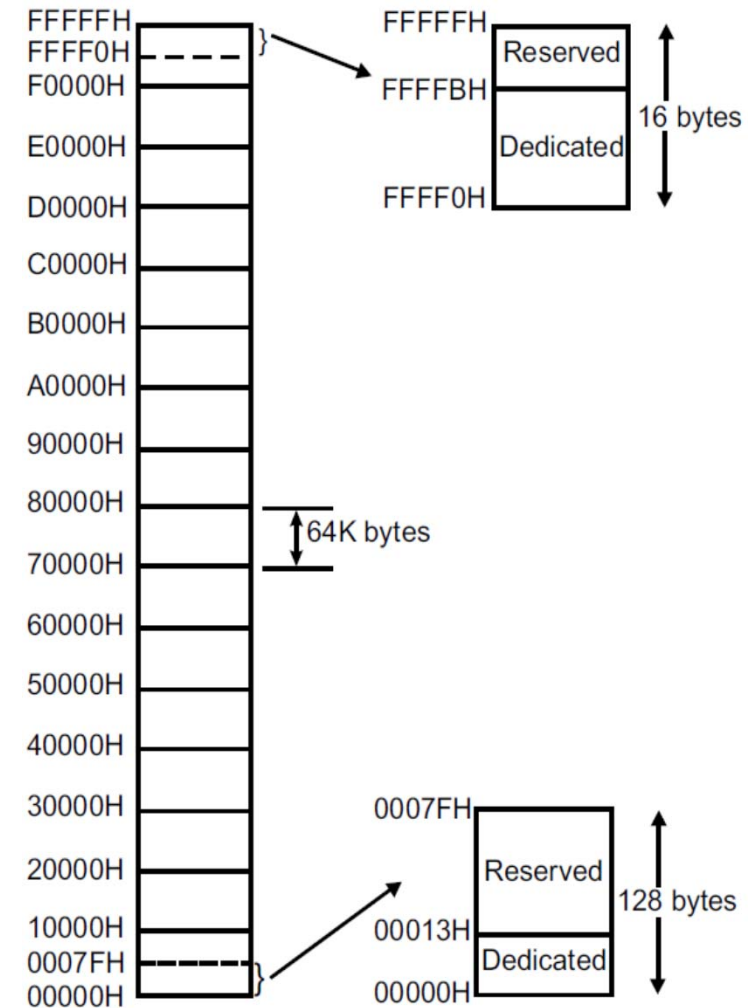 FFFFFH
FFFF0H
F0000H
E0000H
D0000H
C0000H
B0000H
A0000H
90000H
80000H
70000H
60000H
50000H
40000H
30000H
20000H
10000H
0007FH
00000H
64K bytes
FFFFFH
Reserved
FFFFBH
16 bytes
Dedicated
FFFF0H
0007FH
Reserved
128 bytes
00013H
Dedicated
00000H